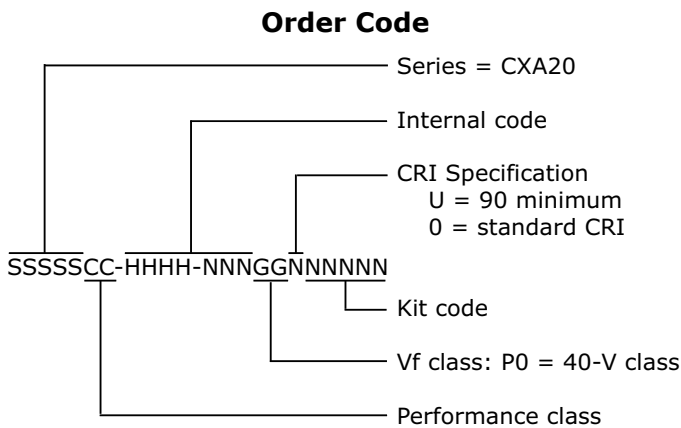 Order Code
Series = CXA20
Internal code
CRI Specification
U = 90 minimum
0 = standard CRI
SSSSSCC-HHHH-NNNGGNNNNNN
Kit code
Vf class: P0 = 40-V class
Performance class